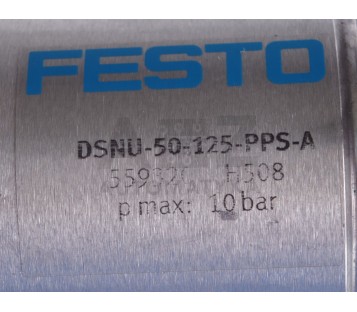 FESTO
DSNU-50-125-PPS-A
H508
p max: 10 bar